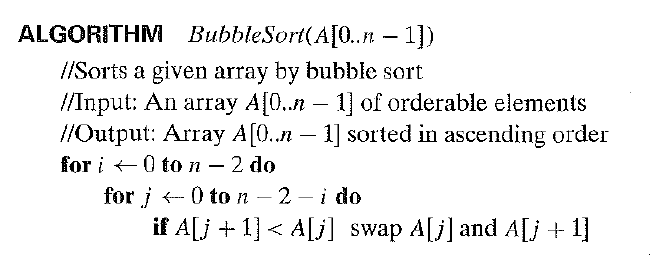 ALGORITHM BubbleSort(A[0..n − 1])
//Sorts a given array by bubble sort
//Input: An array A[0..n − 1] of orderable elements
//Output: Array A[0..n − 1] sorted in ascending order
for i ← 0 to n − 2 do
for j ← 0 to n − 2 − i do
if A[j + 1] < A[j] swap A[j] and A[j + 1]